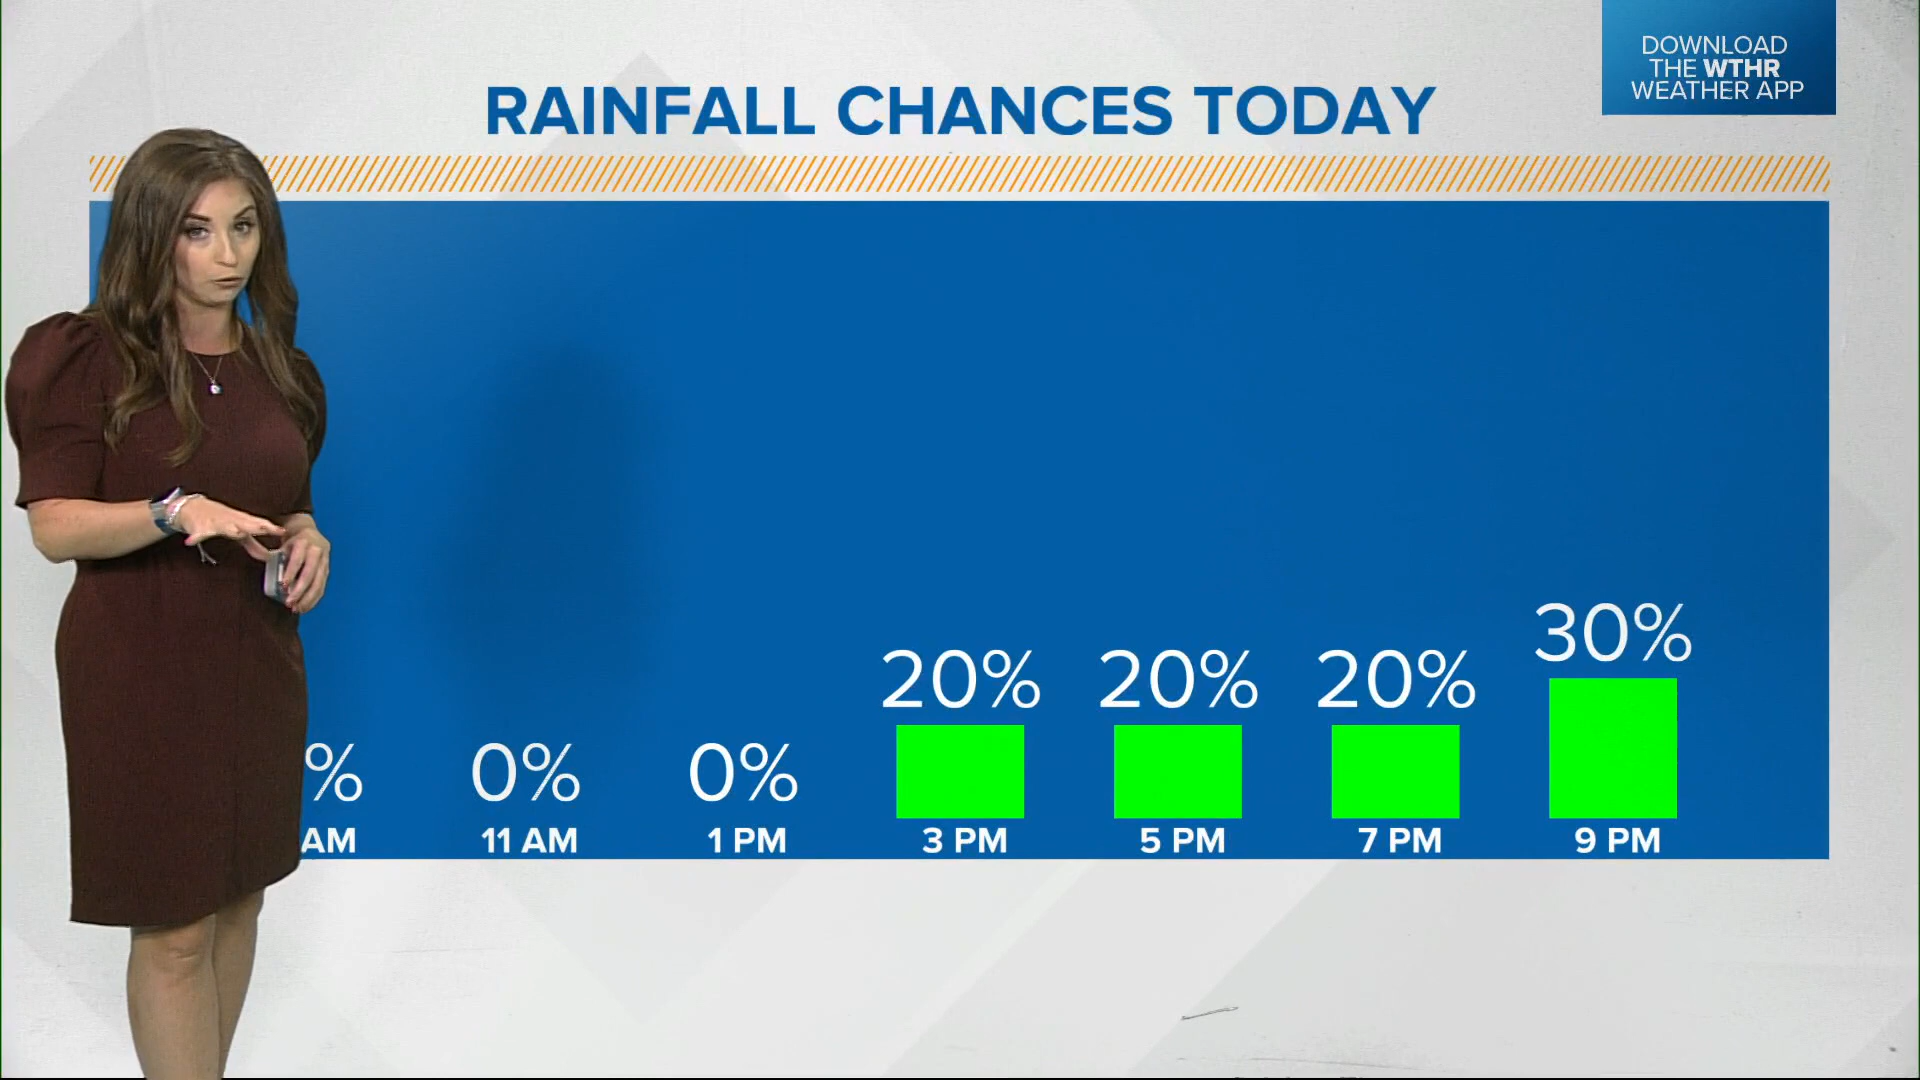 DOWNLOAD
THE WTHR
WEATHER APP
RAINFALL CHANCES TODAY
% 0% 0% 20% 20% 20% 30%
AM 11 AM 1 PM 3 PM 5 PM 7 PM 9 PM